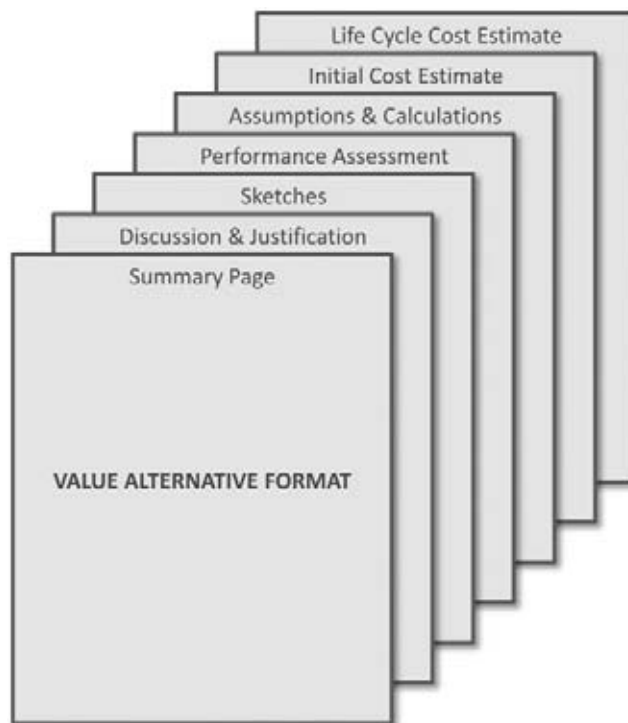 Life Cycle Cost Estimate
Initial Cost Estimate
Assumptions & Calculations
Performance Assessment
Sketches
Discussion & Justification
Summary Page
VALUE ALTERNATIVE FORMAT